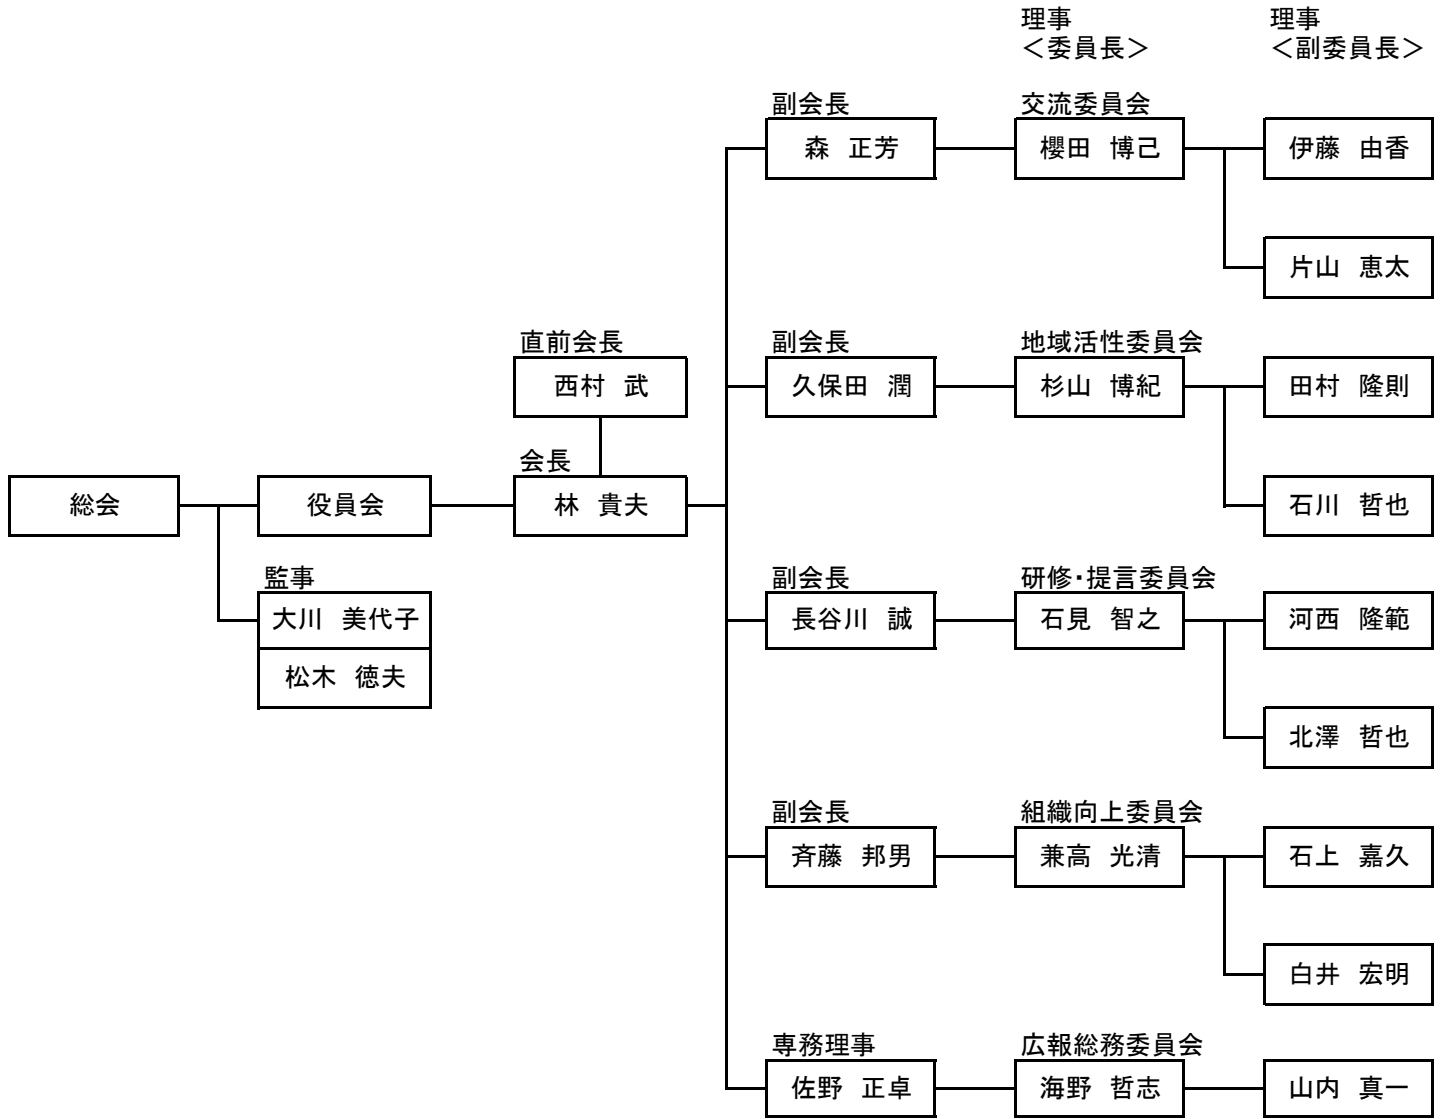 理事
＜委員長＞
理事
＜副委員長＞
副会長
森 正芳
交流委員会
櫻田 博己
伊藤 由香
片山 恵太
直前会長
西村 武
副会長
久保田 潤
地域活性委員会
杉山 博紀
田村 隆則
会長
林 貴夫
総会
役員会
石川 哲也
監事
大川 美代子
松木 徳夫
副会長
長谷川 誠
研修・提言委員会
石見 智之
河西 隆範
北澤 哲也
副会長
斉藤 邦男
組織向上委員会
兼高 光清
石上 嘉久
白井 宏明
専務理事
佐野 正卓
広報総務委員会
海野 哲志
山内 真一